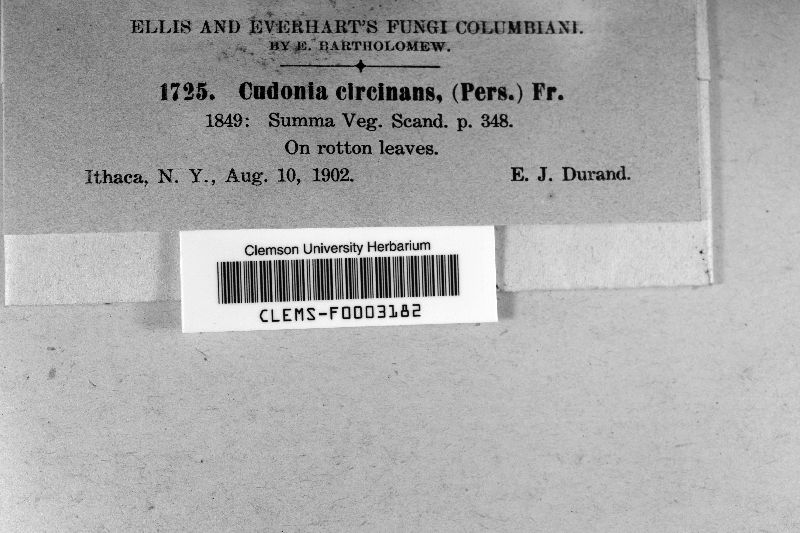 ELLIS AND EVERHART'S FUNGI COLUMBIANI.
BY E. BARTHOLOMEW.
1725. Cudonia circinans, (Pers.) Fr.
1849: Summa Veg. Scand. p. 348.
On rotton leaves.
Ithaca, N. Y., Aug. 10, 1902. E. J. Durand.
Clemson University Herbarium
CLEMS-F0003182